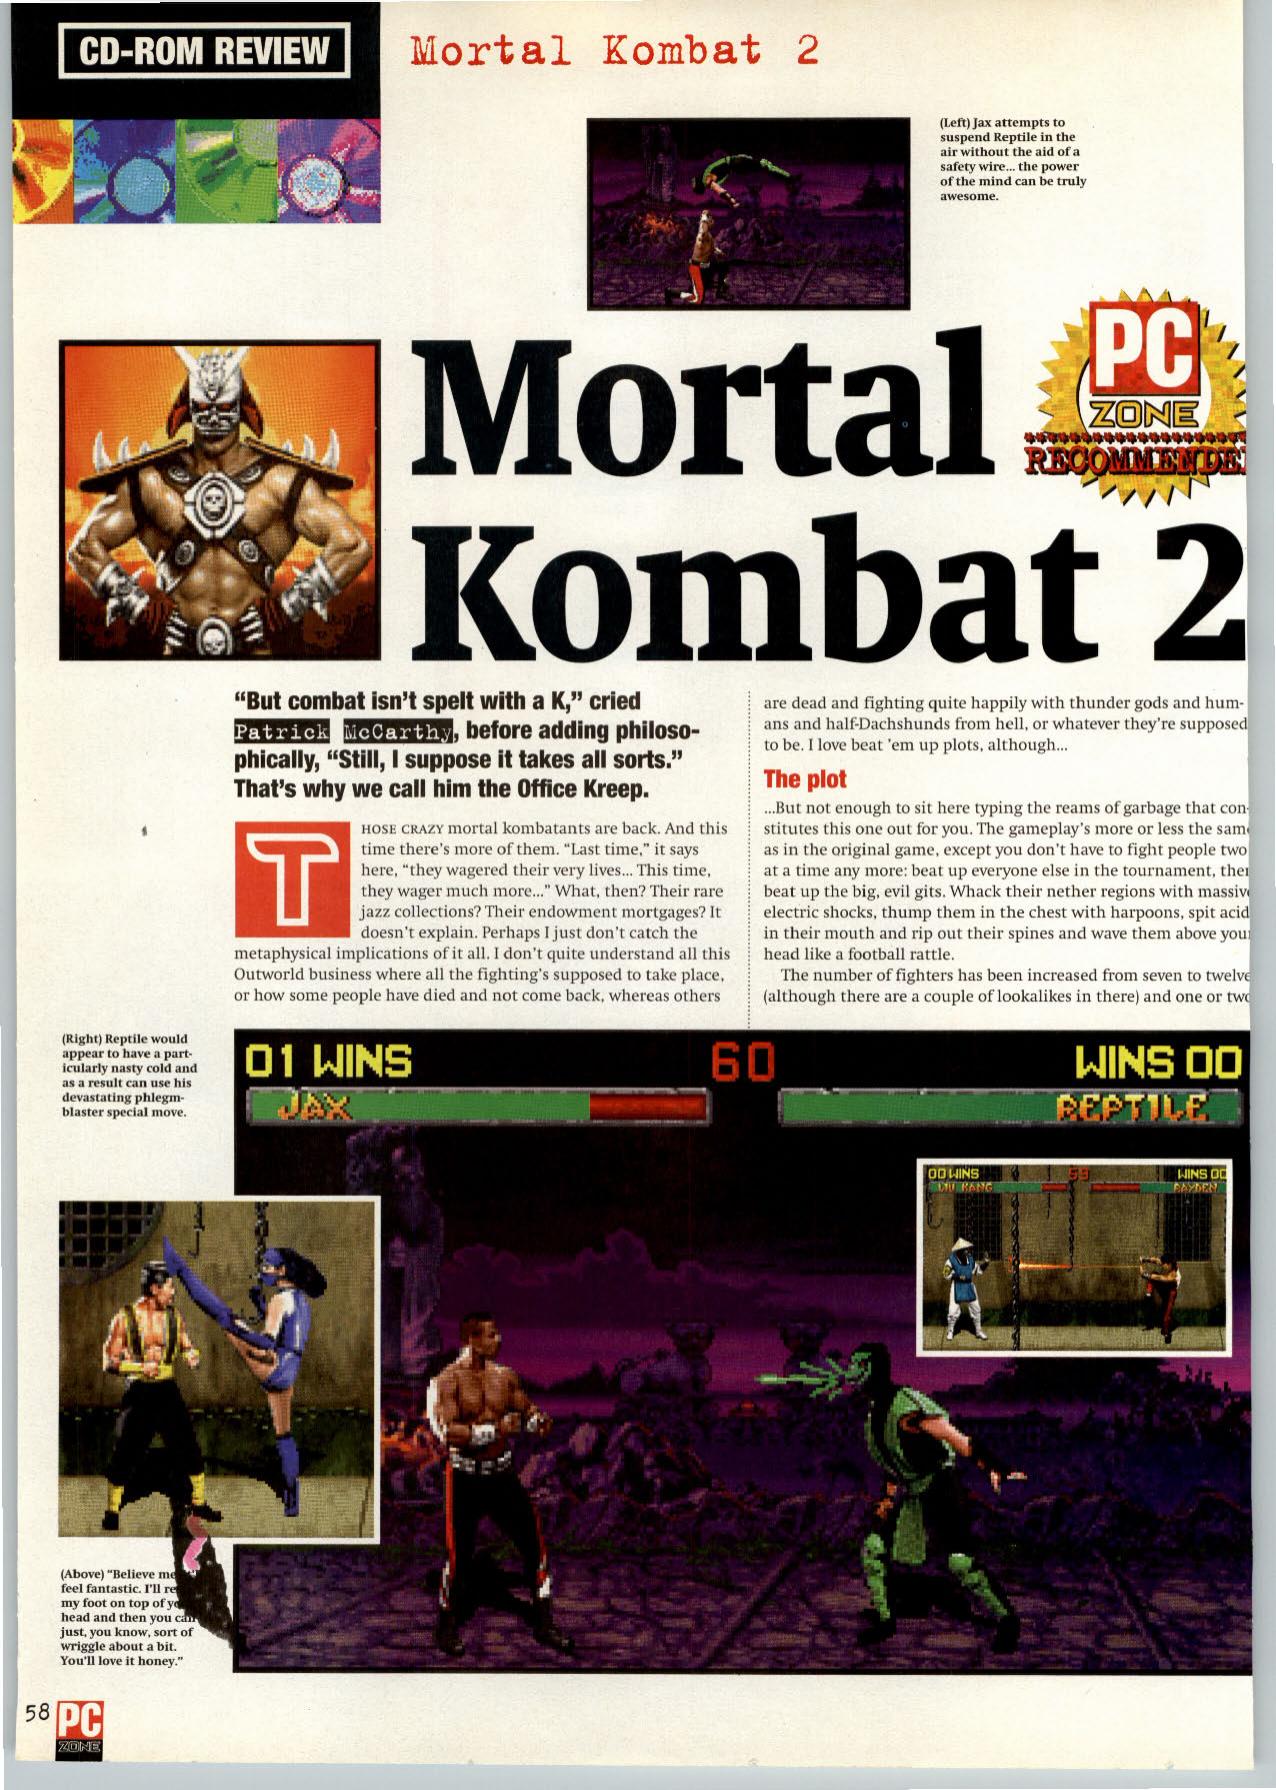 CD-ROM REVIEW
Mortal Kombat 2
(Left) Jax attempts to
suspend Reptile in the
air without the aid of a
safety wire... the power
of the mind can be truly
awesome.
Mortal
Kombat 2
PC
ZONE
RECOMMENDE
"But combat isn't spelt with a K," cried
Patrick McCarthy, before adding philoso-
phically, "Still, I suppose it takes all sorts."
That's why we call him the Office Kreep.
THOSE CRAZY mortal kombatants are back. And this
time there's more of them. "Last time," it says
here, "they wagered their very lives... This time,
they wager much more..." What, then? Their rare
jazz collections? Their endowment mortgages? It
doesn't explain. Perhaps I just don't catch the
metaphysical implications of it all. I don't quite understand all this
Outworld business where all the fighting's supposed to take place,
or how some people have died and not come back, whereas others
are dead and fighting quite happily with thunder gods and hum-
ans and half-Dachshunds from hell, or whatever they're supposed
to be. I love beat 'em up plots, although...
The plot
...But not enough to sit here typing the reams of garbage that con-
stitutes this one out for you. The gameplay's more or less the sam
as in the original game, except you don't have to fight people two
at a time any more: beat up everyone else in the tournament, the
beat up the big, evil gits. Whack their nether regions with massiv
electric shocks, thump them in the chest with harpoons, spit acid
in their mouth and rip out their spines and wave them above you
head like a football rattle.
The number of fighters has been increased from seven to twelve
(although there are a couple of lookalikes in there) and one or two
(Right) Reptile would
appear to have a part-
icularly nasty cold and
as a result can use his
devastating phlegm-
blaster special move.
01 WINS 60 WINS 00
JAX REPTILE
00 WINS 59 WINS 00
LIU KANG RAYDEN
(Above) "Believe me
feel fantastic. I'll re
my foot on top of yo
head and then you can
just, you know, sort of
wriggle about a bit.
You'll love it honey."
58 PC
ZONE